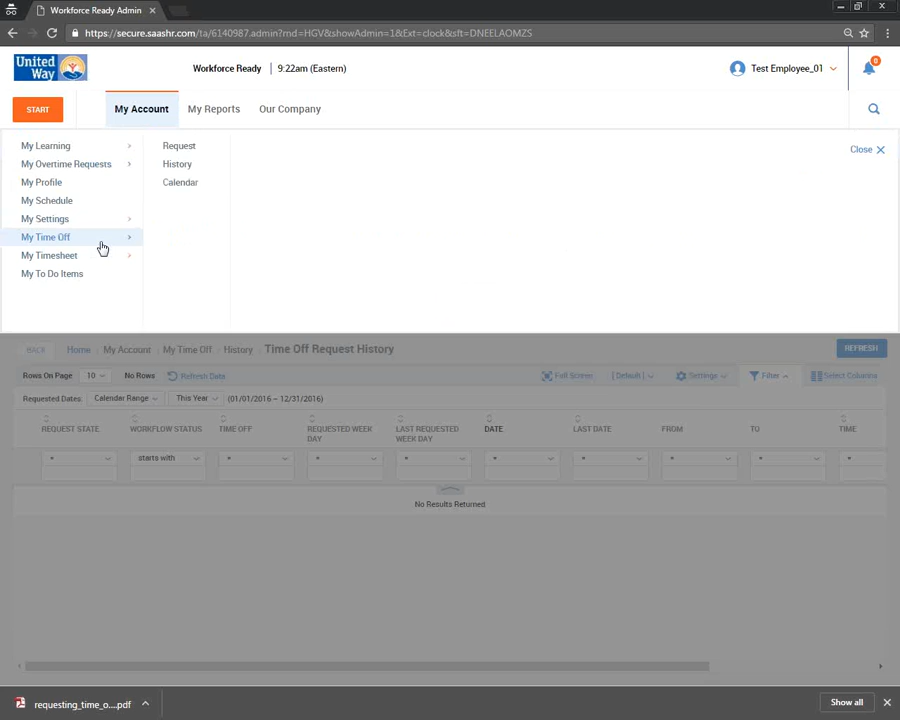 Workforce Ready Admin
https://secure.saashr.com/ta/6140987.admin?rnd=HGV&showAdmin=1&Ext=clock&sft=DNEELAOMZS
United Way
Workforce Ready
9:22am (Eastern)
Test Employee_01
0
START
My Account
My Reports
Our Company
My Learning
Request
Close
My Overtime Requests
History
My Profile
Calendar
My Schedule
My Settings
My Time Off
My Timesheet
My To Do Items
BACK
Home
My Account
My Time Off
History
Time Off Request History
REFRESH
Rows On Page
10
No Rows
Refresh Data
Full Screen
[ Default ]
Settings
Filter
Select Columns
Requested Dates:
Calendar Range
This Year
(01/01/2016 – 12/31/2016)
REQUEST STATE
WORKFLOW STATUS
TIME OFF
REQUESTED WEEK DAY
LAST REQUESTED WEEK DAY
DATE
LAST DATE
FROM
TO
TIME
*
starts with
*
*
*
*
*
*
*
*
No Results Returned
requesting_time_o....pdf
Show all